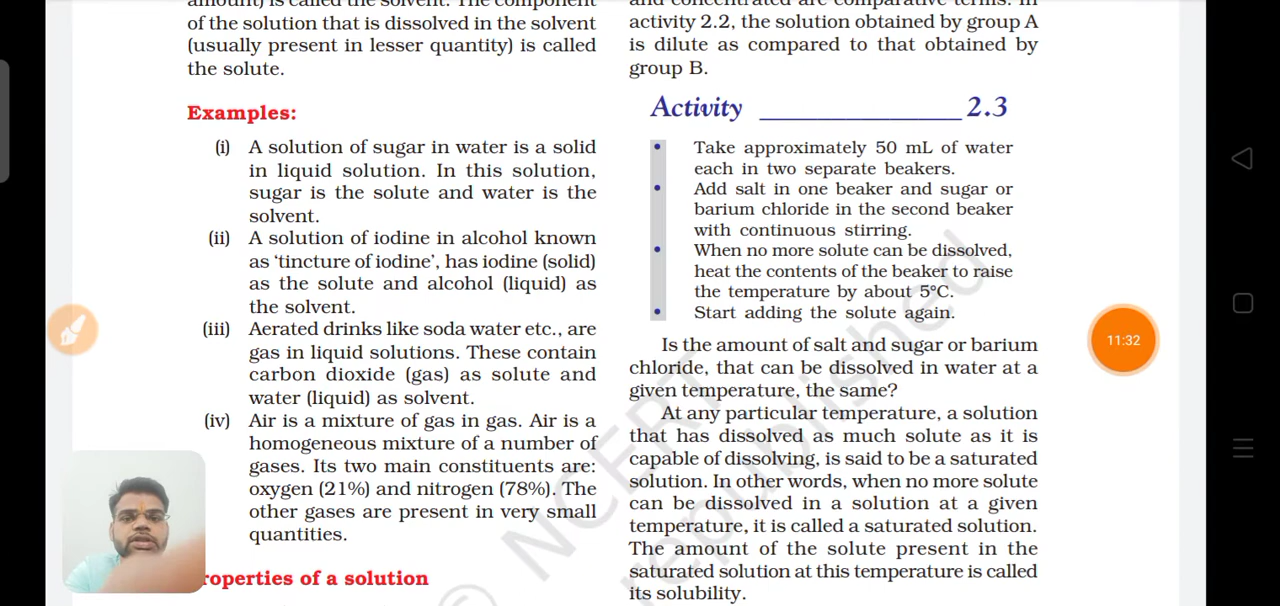 amount) is called the solvent. The component
of the solution that is dissolved in the solvent
(usually present in lesser quantity) is called
the solute.
Examples:
(i) A solution of sugar in water is a solid
in liquid solution. In this solution,
sugar is the solute and water is the
solvent.
(ii) A solution of iodine in alcohol known
as ‘tincture of iodine’, has iodine (solid)
as the solute and alcohol (liquid) as
the solvent.
(iii) Aerated drinks like soda water etc., are
gas in liquid solutions. These contain
carbon dioxide (gas) as solute and
water (liquid) as solvent.
(iv) Air is a mixture of gas in gas. Air is a
homogeneous mixture of a number of
gases. Its two main constituents are:
oxygen (21%) and nitrogen (78%). The
other gases are present in very small
quantities.
roperties of a solution
and concentrated are comparative terms. In
activity 2.2, the solution obtained by group A
is dilute as compared to that obtained by
group B.
Activity ______________ 2.3
• Take approximately 50 mL of water
each in two separate beakers.
• Add salt in one beaker and sugar or
barium chloride in the second beaker
with continuous stirring.
• When no more solute can be dissolved,
heat the contents of the beaker to raise
the temperature by about 5°C.
• Start adding the solute again.
Is the amount of salt and sugar or barium
chloride, that can be dissolved in water at a
given temperature, the same?
At any particular temperature, a solution
that has dissolved as much solute as it is
capable of dissolving, is said to be a saturated
solution. In other words, when no more solute
can be dissolved in a solution at a given
temperature, it is called a saturated solution.
The amount of the solute present in the
saturated solution at this temperature is called
its solubility.
© NCERT
republished
11:32